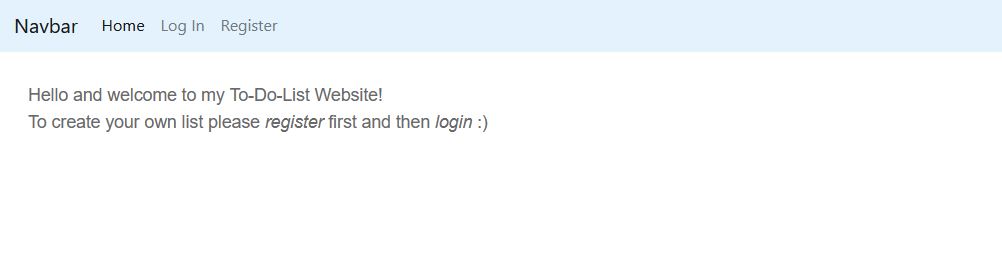 Navbar Home Log In Register
Hello and welcome to my To-Do-List Website!
To create your own list please register first and then login :)